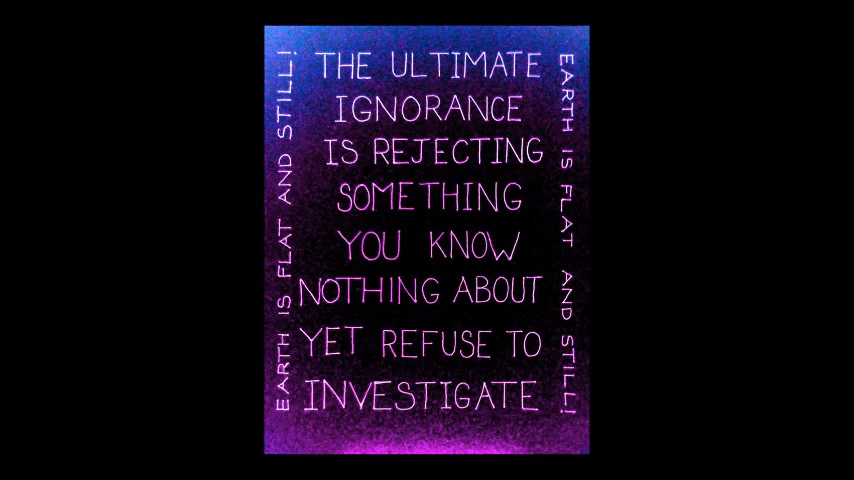 EARTH IS FLAT AND STILL!
THE ULTIMATE
IGNORANCE
IS REJECTING
SOMETHING
YOU KNOW
NOTHING ABOUT
YET REFUSE TO
INVESTIGATE
EARTH IS FLAT AND STILL!